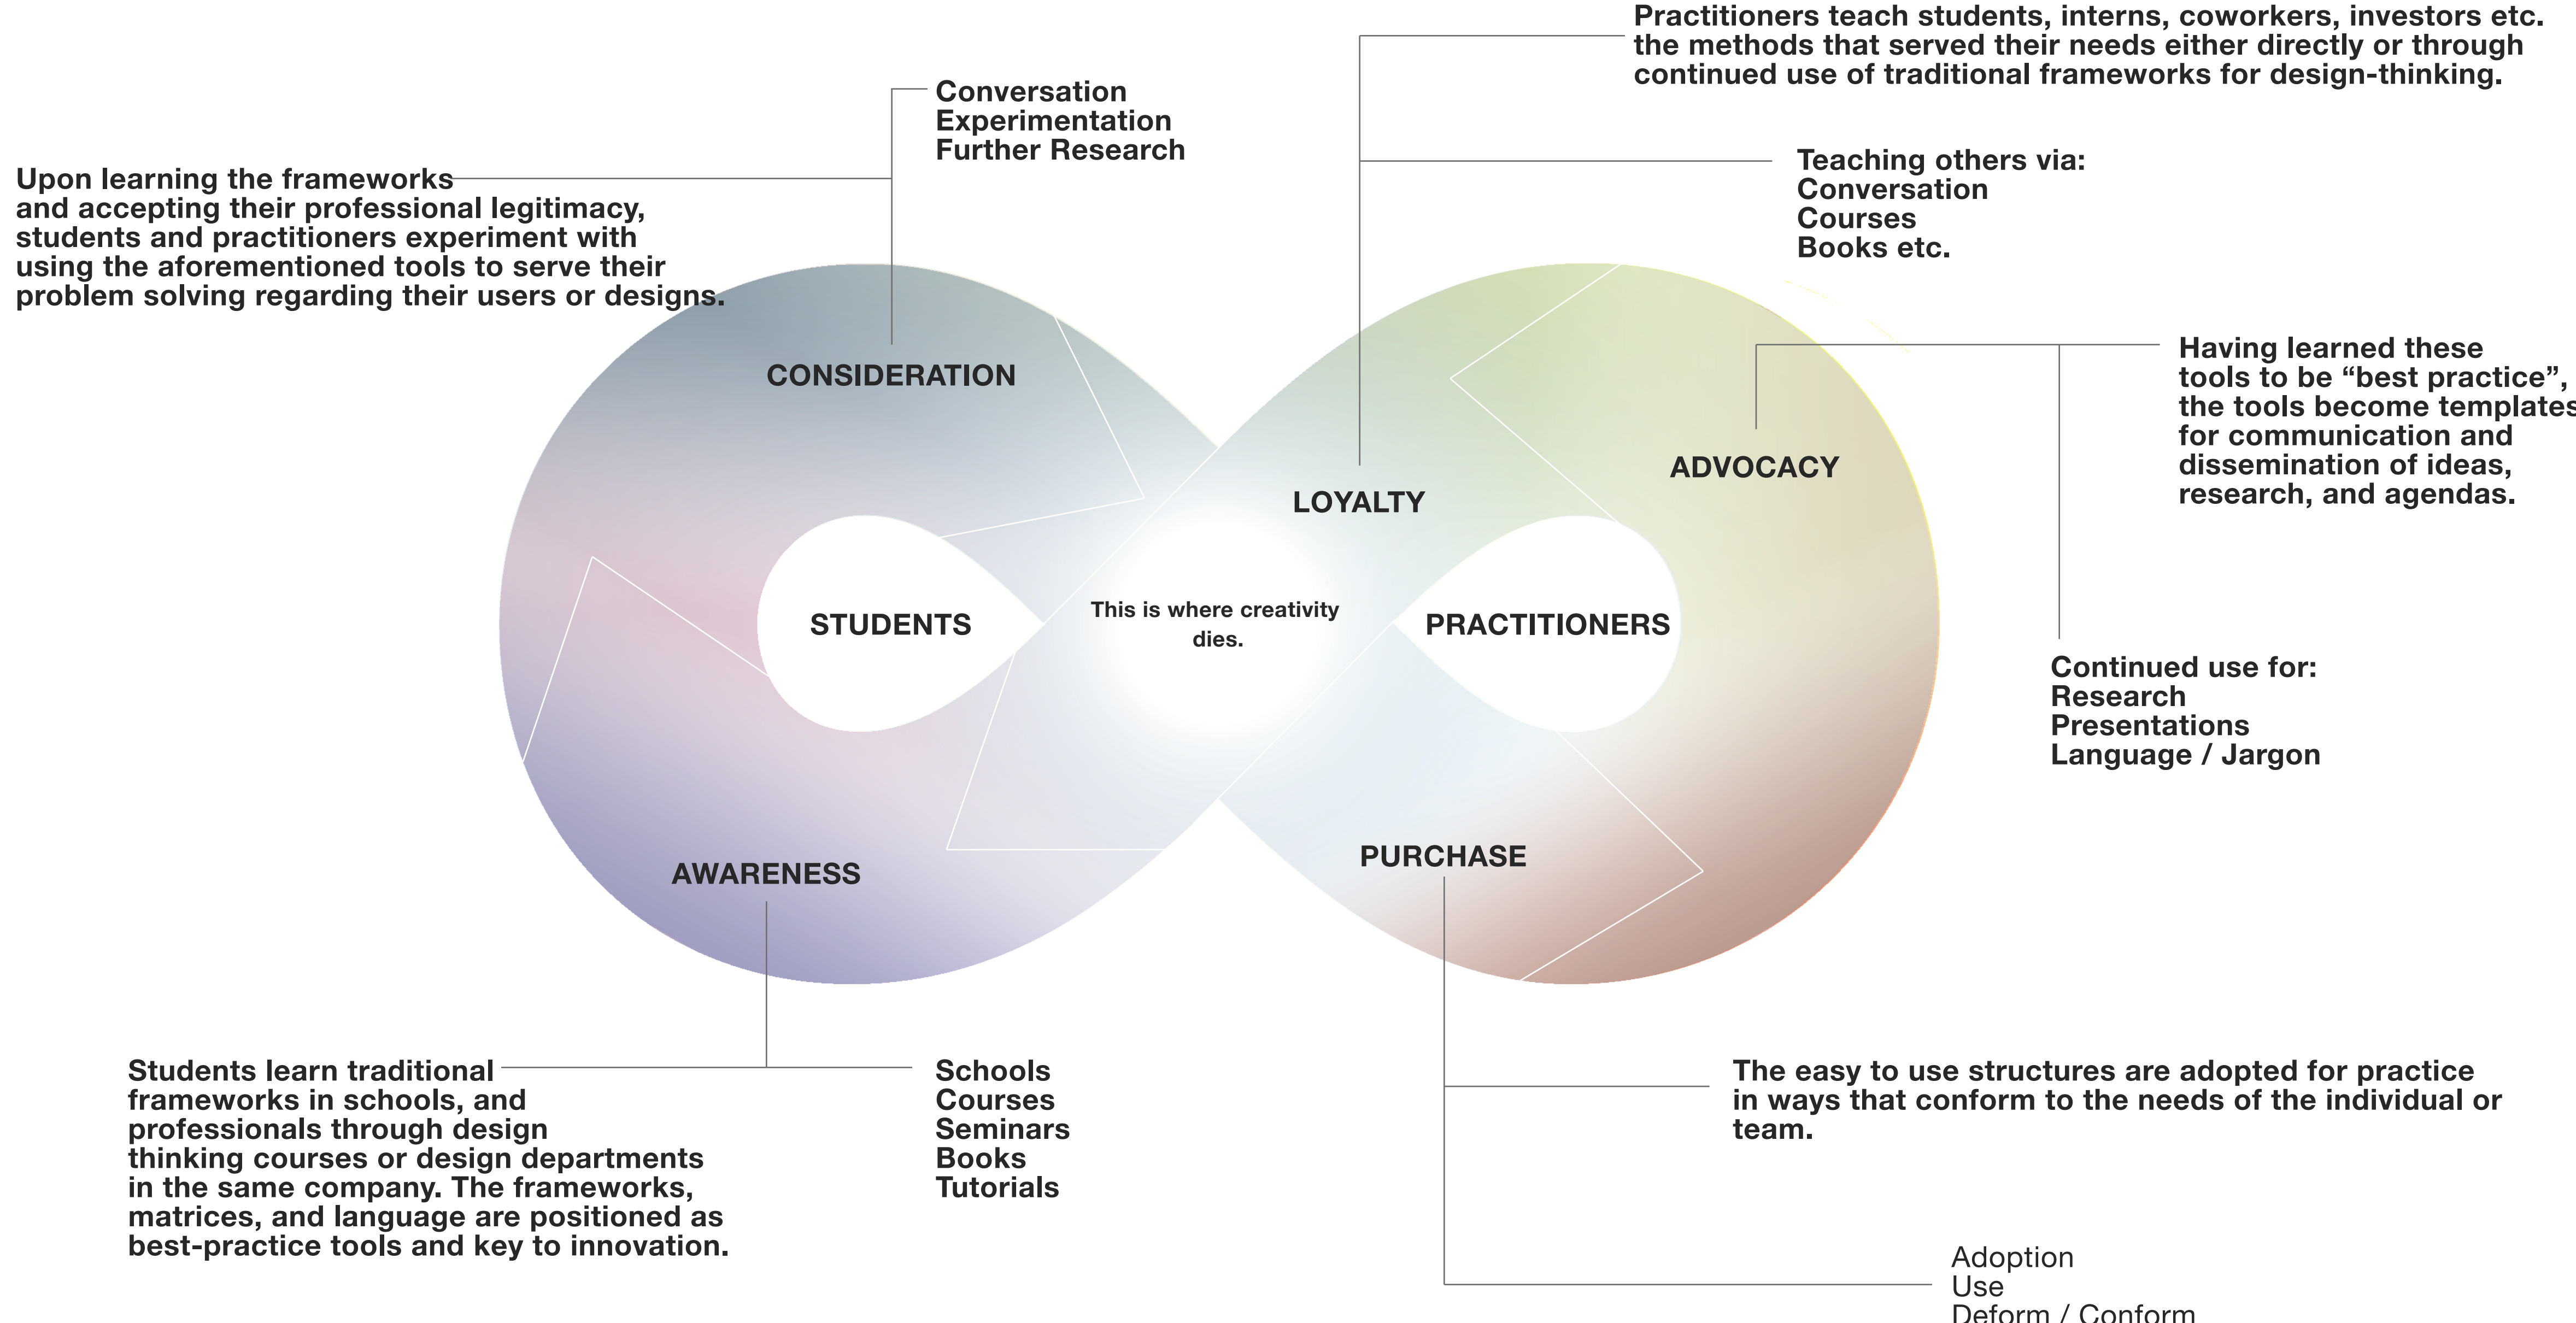 Practitioners teach students, interns, coworkers, investors etc.
the methods that served their needs either directly or through
continued use of traditional frameworks for design-thinking.
Conversation
Experimentation
Further Research
Teaching others via:
Conversation
Courses
Books etc.
Upon learning the frameworks
and accepting their professional legitimacy,
students and practitioners experiment with
using the aforementioned tools to serve their
problem solving regarding their users or designs.
CONSIDERATION
Having learned these
tools to be “best practice”,
the tools become templates
for communication and
dissemination of ideas,
research, and agendas.
ADVOCACY
LOYALTY
STUDENTS
This is where creativity
dies.
PRACTITIONERS
Continued use for:
Research
Presentations
Language / Jargon
PURCHASE
AWARENESS
Students learn traditional
frameworks in schools, and
professionals through design
thinking courses or design departments
in the same company. The frameworks,
matrices, and language are positioned as
best-practice tools and key to innovation.
Schools
Courses
Seminars
Books
Tutorials
The easy to use structures are adopted for practice
in ways that conform to the needs of the individual or
team.
Adoption
Use
Deform / Conform